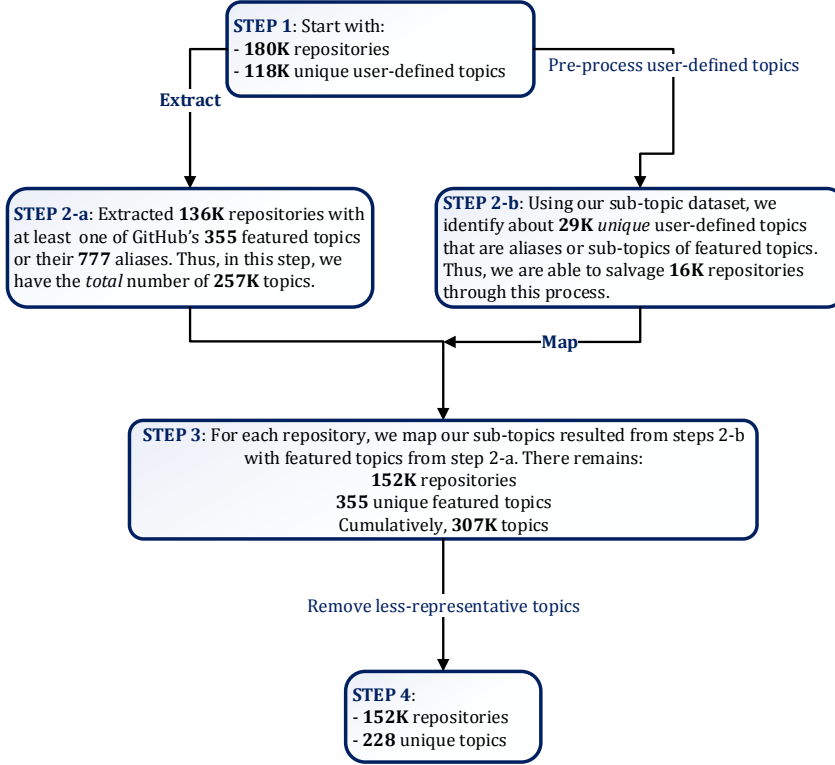 STEP 1: Start with:
- 180K repositories
- 118K unique user-defined topics
Pre-process user-defined topics
Extract
STEP 2-a: Extracted 136K repositories with
at least one of GitHub's 355 featured topics
or their 777 aliases. Thus, in this step, we
have the total number of 257K topics.
STEP 2-b: Using our sub-topic dataset, we
identify about 29K unique user-defined topics
that are aliases or sub-topics of featured topics.
Thus, we are able to salvage 16K repositories
through this process.
Map
STEP 3: For each repository, we map our sub-topics resulted from steps 2-b
with featured topics from step 2-a. There remains:
152K repositories
355 unique featured topics
Cumulatively, 307K topics
Remove less-representative topics
STEP 4:
- 152K repositories
- 228 unique topics